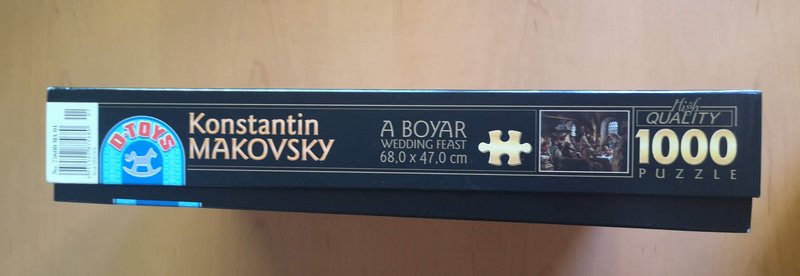 D-TOYS
Konstantin
MAKOVSKY
A BOYAR
WEDDING FEAST
68,0 x 47,0 cm
High
QUALITY
1000
PUZZLE